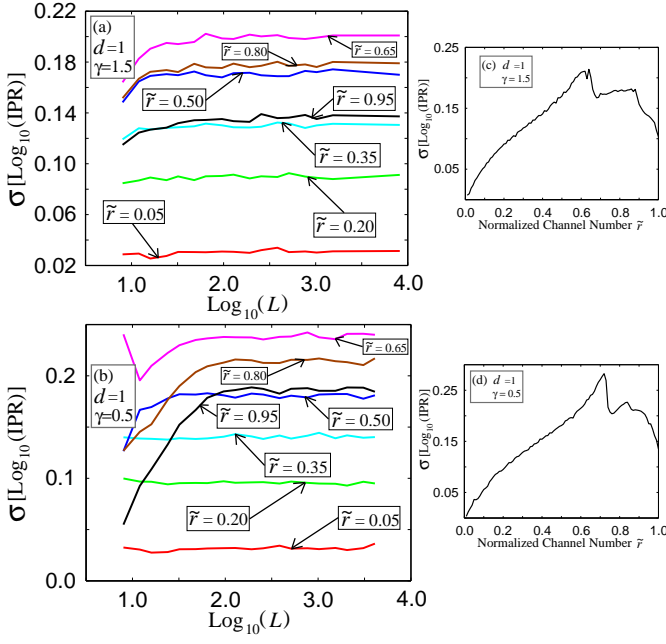 (a)
d=1
γ=1.5
r̃ = 0.80
r̃ = 0.65
r̃ = 0.50
r̃ = 0.95
r̃ = 0.35
r̃ = 0.20
r̃ = 0.05
σ [Log10(IPR)]
0.22
0.18
0.14
0.10
0.06
0.02
1.0 2.0 3.0 4.0
Log10(L)
(b)
d=1
γ=0.5
r̃ = 0.65
r̃ = 0.80
r̃ = 0.95
r̃ = 0.50
r̃ = 0.35
r̃ = 0.20
r̃ = 0.05
σ [Log10(IPR)]
0.2
0.1
0.0
1.0 2.0 3.0 4.0
Log10(L)
(c) d = 1
γ = 1.5
σ [Log10(IPR)]
0.25
0.15
0.05
0.0 0.2 0.4 0.6 0.8 1.0
Normalized Channel Number r̃
(d) d = 1
γ = 0.5
σ [Log10(IPR)]
0.25
0.15
0.05
0.0 0.2 0.4 0.6 0.8 1.0
Normalized Channel Number r̃